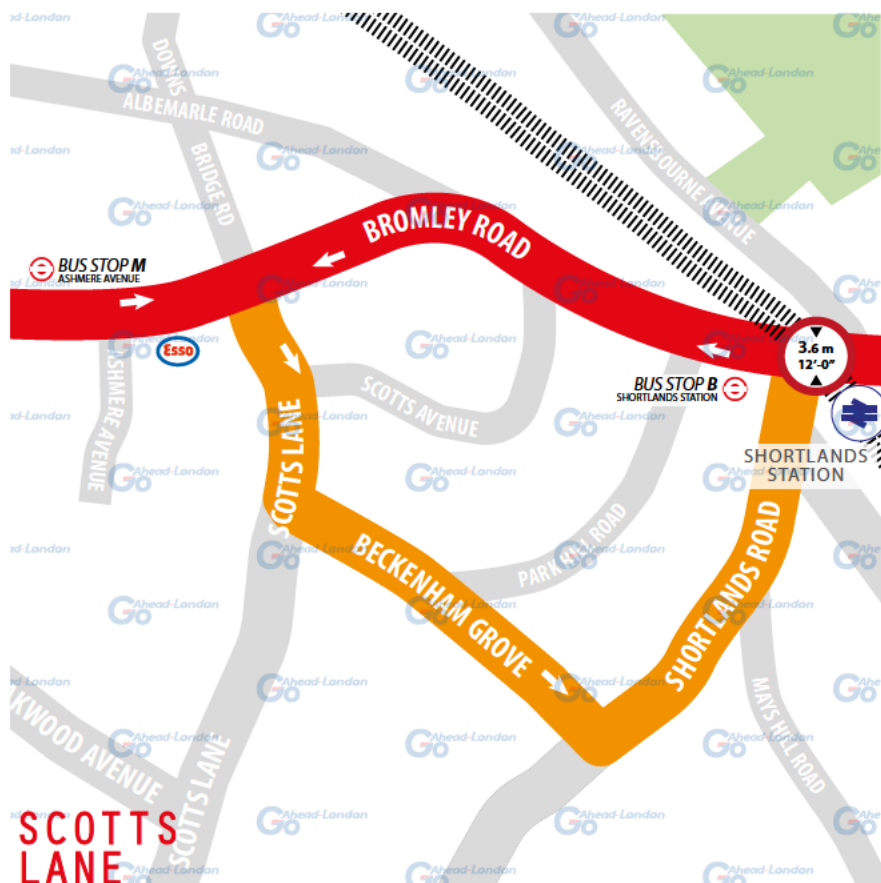 DOWNS
BRIDGE RD
ALBEMARLE ROAD
RAVENSBOURNE AVENUE
BROMLEY ROAD
BUS STOP M
ASHMERE AVENUE
Esso
3.6 m
12'-0"
BUS STOP B
SHORTLANDS STATION
ASHMERE AVENUE
SCOTTS AVENUE
SCOTTS LANE
SHORTLANDS
STATION
PARK HILL ROAD
BECKENHAM GROVE
SHORTLANDS ROAD
MAYS HILL ROAD
KWOOD AVENUE
SCOTTS LANE
SCOTTS
LANE
Go Ahead-London